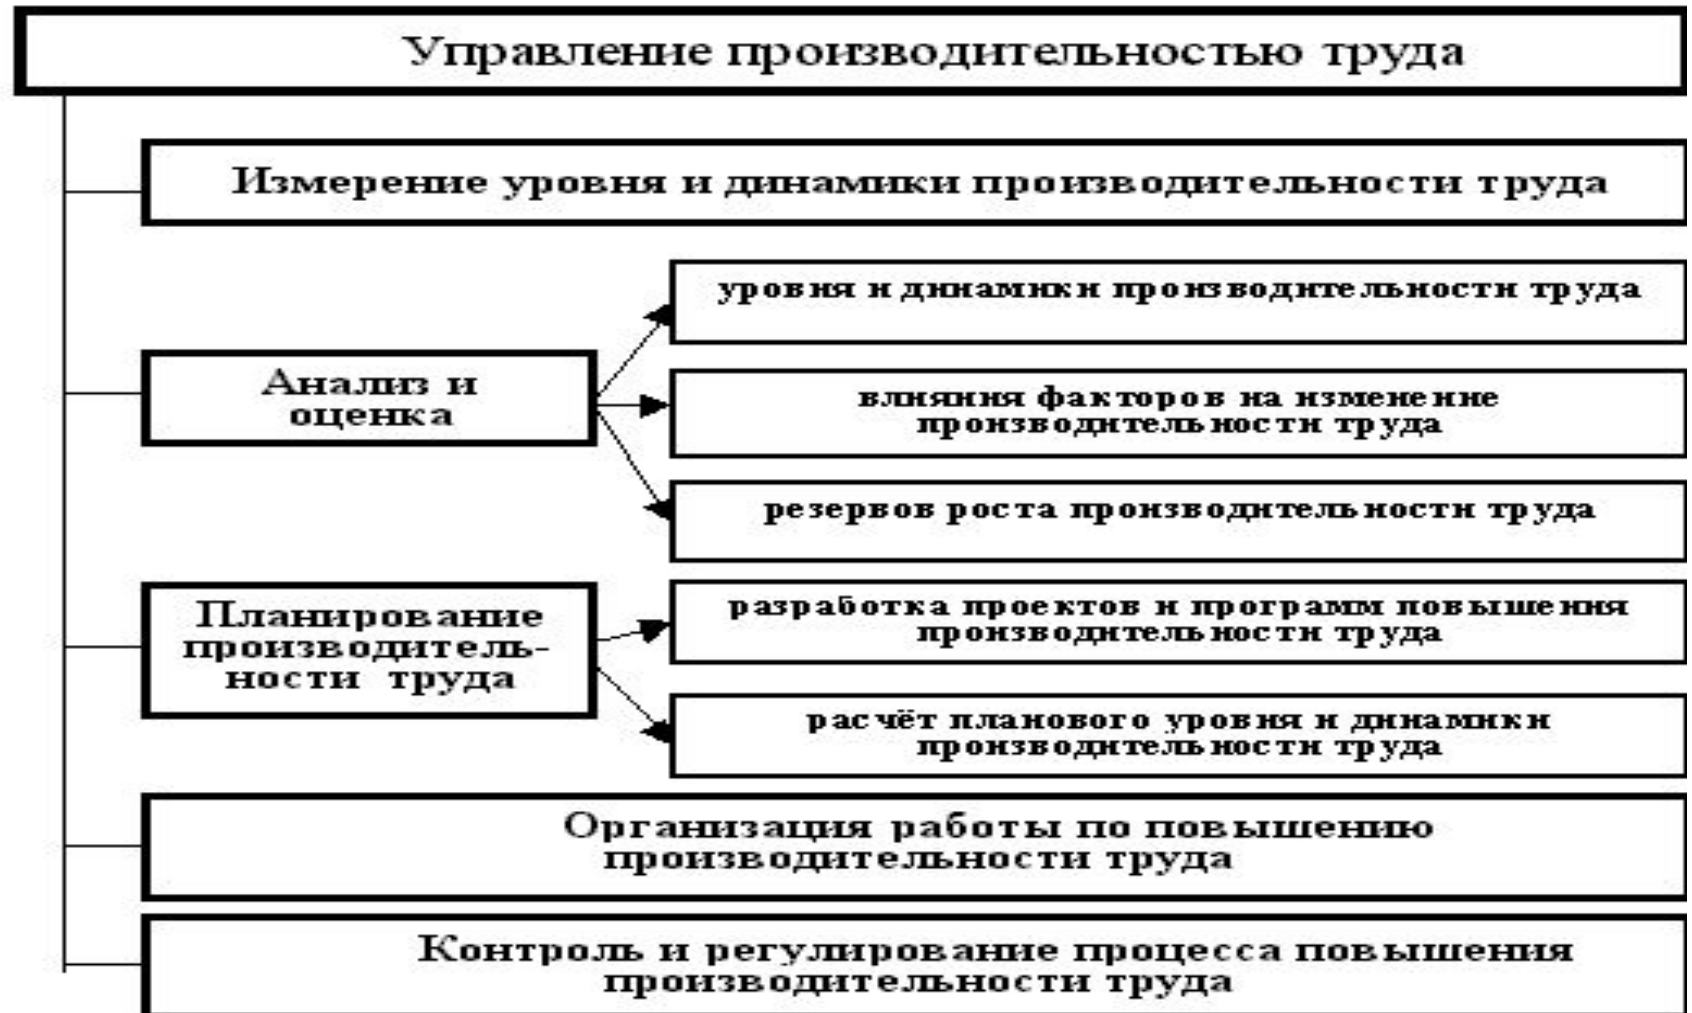 Управление производительностью труда
Измерение уровня и динамики производительности труда
Анализ и
оценка
уровня и динамики производительности труда
влияния факторов на изменение
производительности труда
резервов роста производительности труда
Планирование
производитель-
ности труда
разработка проектов и программ повышения
производительности труда
расчёт планового уровня и динамики
производительности труда
Организация работы по повышению
производительности труда
Контроль и регулирование процесса повышения
производительности труда